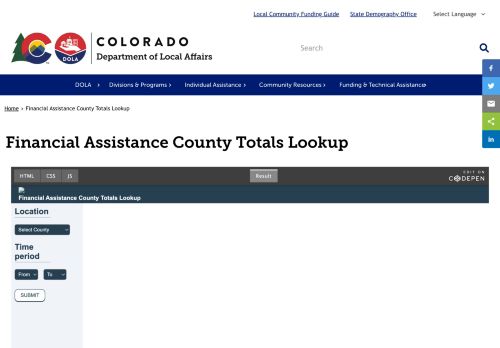 Local Community Funding Guide State Demography Office Select Language
COLORADO
Department of Local Affairs
DOLA
Search
DOLA Divisions & Programs Individual Assistance Community Resources Funding & Technical Assistance
Home » Financial Assistance County Totals Lookup
Financial Assistance County Totals Lookup
HTML CSS JS Result EDIT ON
CODEPEN
Financial Assistance County Totals Lookup
Location
Select County
Time
period
From To
SUBMIT